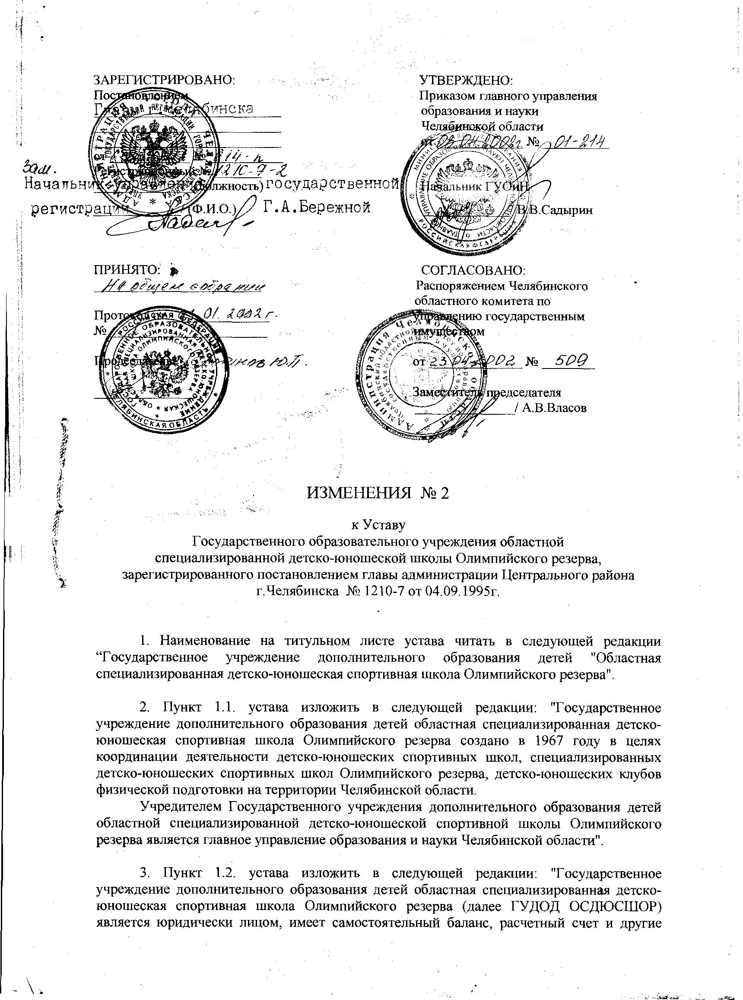 ЗАРЕГИСТРИРОВАНО:
Постановлением
Главы г. Челябинска
от № 14-п
Регистрационный №
Зам.
Начальник управления (должность) государственной
регистрации (Ф.И.О.) Г.А.Бережной
УТВЕРЖДЕНО:
Приказом главного управления
образования и науки
Челябинской области
от 08.04.2002г. № 01-214
Начальник ГУОиН
В.В.Садырин
ПРИНЯТО:
На общем собрании
Протокол 01. 2002 г.
№
Председатель Ю.П.
СОГЛАСОВАНО:
Распоряжением Челябинского
областного комитета по
управлению государственным
имуществом
от 23 04 2002 № 509
Заместитель председателя
/ А.В.Власов
ИЗМЕНЕНИЯ № 2
к Уставу
Государственного образовательного учреждения областной
специализированной детско-юношеской школы Олимпийского резерва,
зарегистрированного постановлением главы администрации Центрального района
г.Челябинска № 1210-7 от 04.09.1995г.
1. Наименование на титульном листе устава читать в следующей редакции
“Государственное учреждение дополнительного образования детей "Областная
специализированная детско-юношеская спортивная школа Олимпийского резерва".
2. Пункт 1.1. устава изложить в следующей редакции: "Государственное
учреждение дополнительного образования детей областная специализированная детско-
юношеская спортивная школа Олимпийского резерва создано в 1967 году в целях
координации деятельности детско-юношеских спортивных школ, специализированных
детско-юношеских спортивных школ Олимпийского резерва, детско-юношеских клубов
физической подготовки на территории Челябинской области.
Учредителем Государственного учреждения дополнительного образования детей
областной специализированной детско-юношеской спортивной школы Олимпийского
резерва является главное управление образования и науки Челябинской области".
3. Пункт 1.2. устава изложить в следующей редакции: "Государственное
учреждение дополнительного образования детей областная специализированная детско-
юношеская спортивная школа Олимпийского резерва (далее ГУДОД ОСДЮСШОР)
является юридически лицом, имеет самостоятельный баланс, расчетный счет и другие